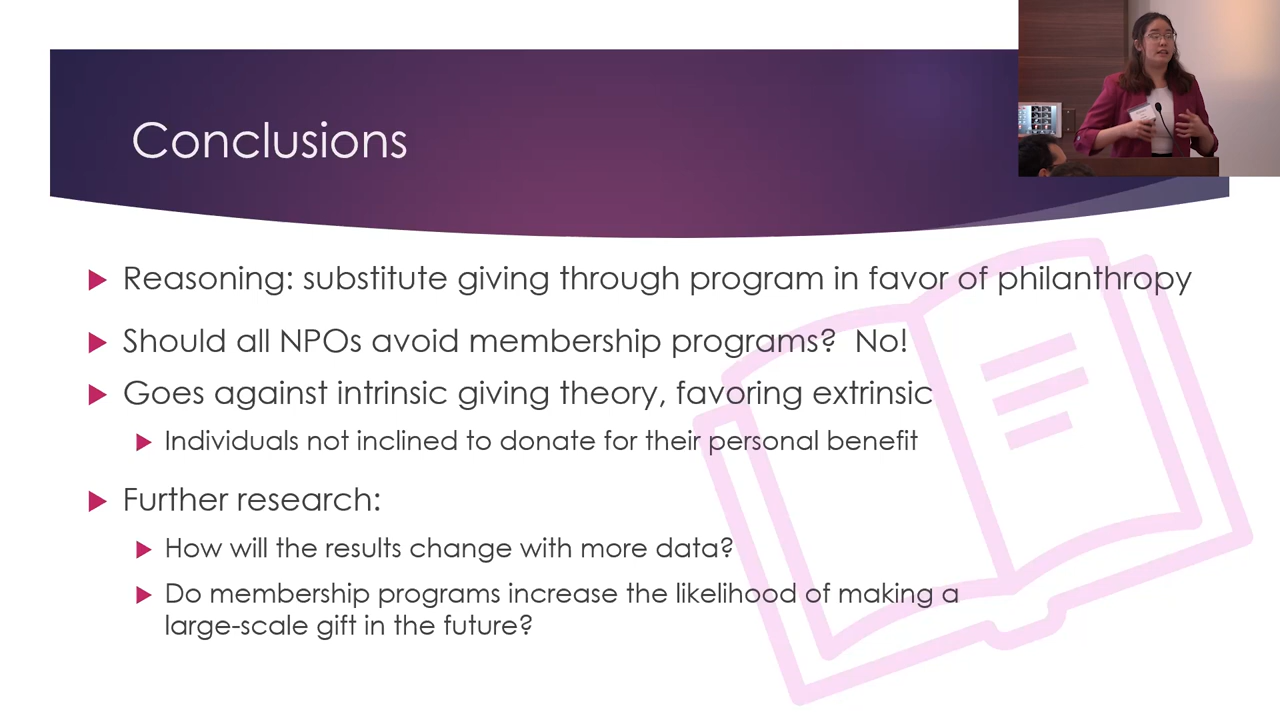 Conclusions
Reasoning: substitute giving through program in favor of philanthropy
Should all NPOs avoid membership programs? No!
Goes against intrinsic giving theory, favoring extrinsic
Individuals not inclined to donate for their personal benefit
Further research:
How will the results change with more data?
Do membership programs increase the likelihood of making a
large-scale gift in the future?